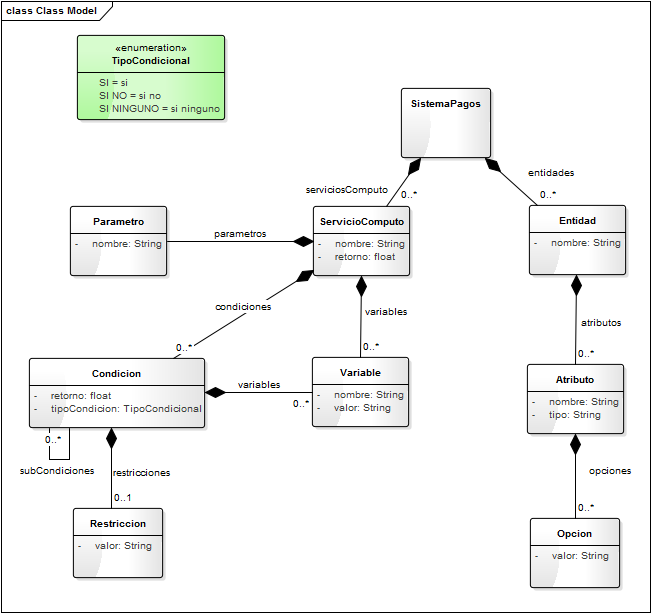 class Class Model
«enumeration»
TipoCondicional
SI = si
SI NO = si no
SI NINGUNO = si ninguno
SistemaPagos
serviciosComputo
0..*
entidades
0..*
Parametro
- nombre: String
parametros
ServicioComputo
- nombre: String
- retorno: float
Entidad
- nombre: String
condiciones
0..*
variables
0..*
atributos
0..*
Condicion
- retorno: float
- tipoCondicion: TipoCondicional
variables
0..*
Variable
- nombre: String
- valor: String
Atributo
- nombre: String
- tipo: String
0..*
subCondiciones
restricciones
0..1
opciones
0..*
Restriccion
- valor: String
Opcion
- valor: String